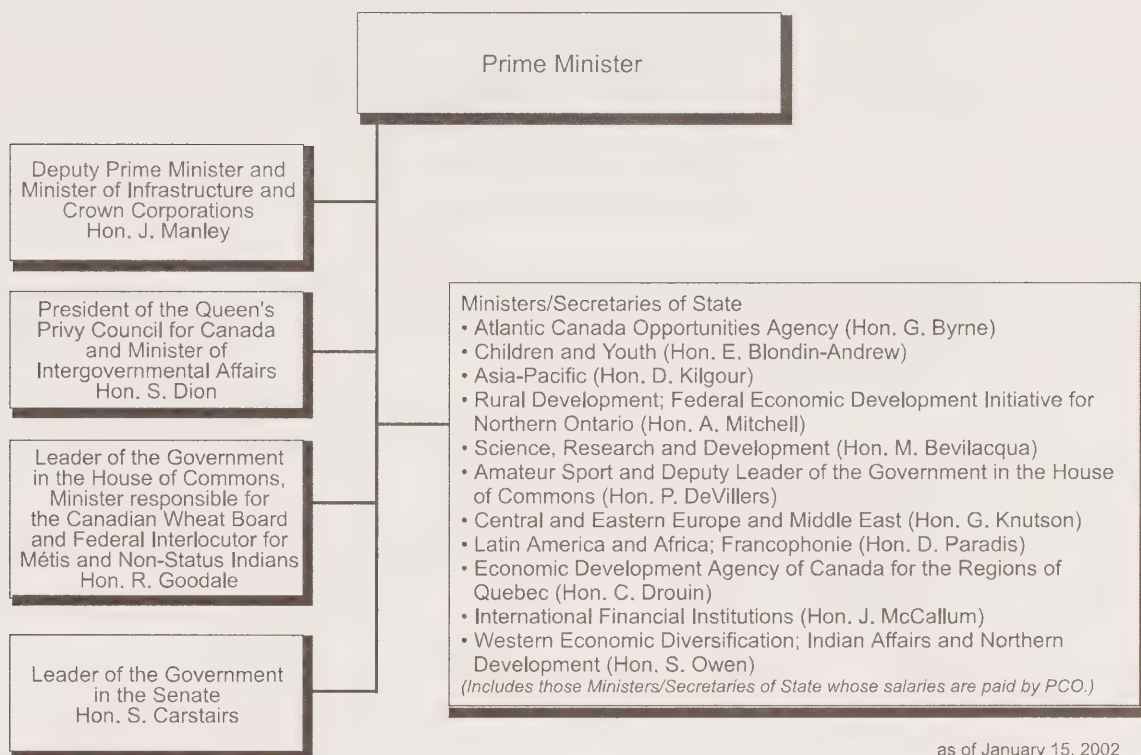 Prime Minister
Deputy Prime Minister and
Minister of Infrastructure and
Crown Corporations
Hon. J. Manley
President of the Queen's
Privy Council for Canada
and Minister of
Intergovernmental Affairs
Hon. S. Dion
Leader of the Government
in the House of Commons,
Minister responsible for
the Canadian Wheat Board
and Federal Interlocutor for
Métis and Non-Status Indians
Hon. R. Goodale
Leader of the Government
in the Senate
Hon. S. Carstairs
Ministers/Secretaries of State
• Atlantic Canada Opportunities Agency (Hon. G. Byrne)
• Children and Youth (Hon. E. Blondin-Andrew)
• Asia-Pacific (Hon. D. Kilgour)
• Rural Development; Federal Economic Development Initiative for
Northern Ontario (Hon. A. Mitchell)
• Science, Research and Development (Hon. M. Bevilacqua)
• Amateur Sport and Deputy Leader of the Government in the House
of Commons (Hon. P. DeVillers)
• Central and Eastern Europe and Middle East (Hon. G. Knutson)
• Latin America and Africa; Francophonie (Hon. D. Paradis)
• Economic Development Agency of Canada for the Regions of
Quebec (Hon. C. Drouin)
• International Financial Institutions (Hon. J. McCallum)
• Western Economic Diversification; Indian Affairs and Northern
Development (Hon. S. Owen)
(Includes those Ministers/Secretaries of State whose salaries are paid by PCO.)
as of January 15, 2002